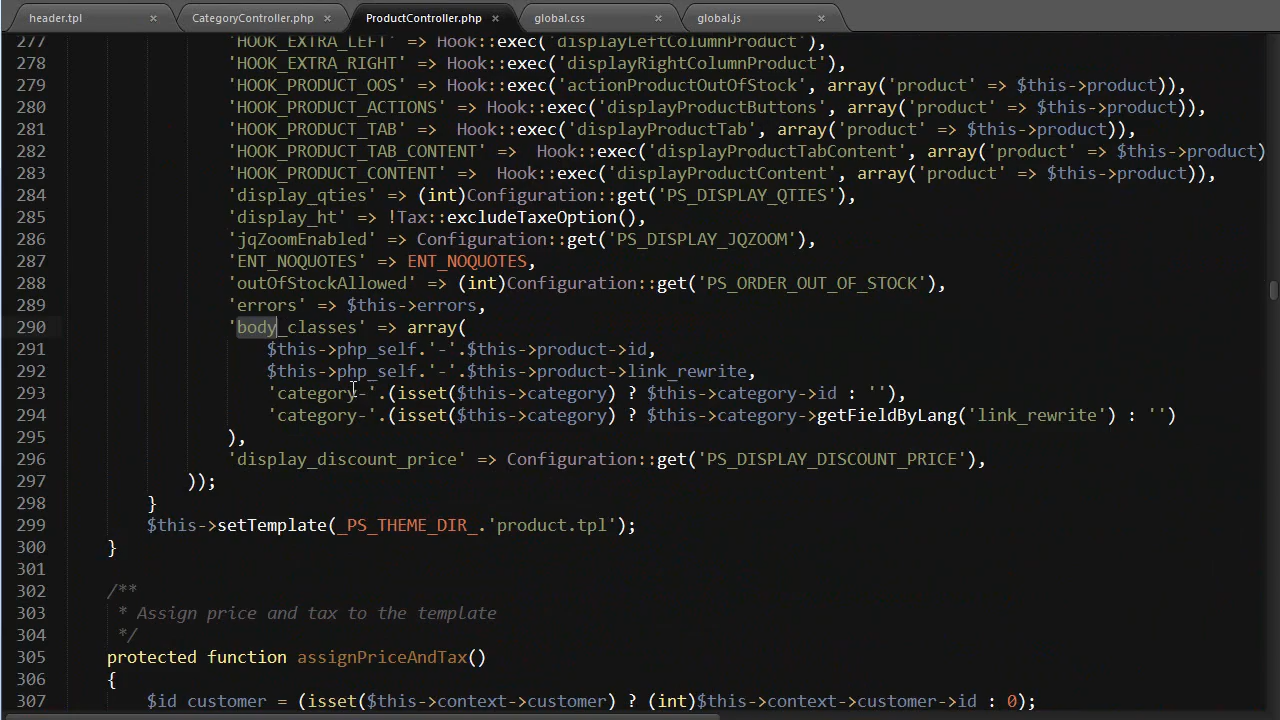 header.tpl × CategoryController.php × ProductController.php × global.css × global.js ×
277 'HOOK_EXTRA_LEFT' => Hook::exec('displayLeftColumnProduct'),
278 'HOOK_EXTRA_RIGHT' => Hook::exec('displayRightColumnProduct'),
279 'HOOK_PRODUCT_OOS' => Hook::exec('actionProductOutOfStock', array('product' => $this->product)),
280 'HOOK_PRODUCT_ACTIONS' => Hook::exec('displayProductButtons', array('product' => $this->product)),
281 'HOOK_PRODUCT_TAB' =>  Hook::exec('displayProductTab', array('product' => $this->product)),
282 'HOOK_PRODUCT_TAB_CONTENT' =>  Hook::exec('displayProductTabContent', array('product' => $this->product)
283 'HOOK_PRODUCT_CONTENT' =>  Hook::exec('displayProductContent', array('product' => $this->product)),
284 'display_qties' => (int)Configuration::get('PS_DISPLAY_QTIES'),
285 'display_ht' => !Tax::excludeTaxeOption(),
286 'jqZoomEnabled' => Configuration::get('PS_DISPLAY_JQZOOM'),
287 'ENT_NOQUOTES' => ENT_NOQUOTES,
288 'outOfStockAllowed' => (int)Configuration::get('PS_ORDER_OUT_OF_STOCK'),
289 'errors' => $this->errors,
290 'body_classes' => array(
291 $this->php_self.'-'.$this->product->id,
292 $this->php_self.'-'.$this->product->link_rewrite,
293 'category-'.(isset($this->category) ? $this->category->id : ''),
294 'category-'.(isset($this->category) ? $this->category->getFieldByLang('link_rewrite') : '')
295 ),
296 'display_discount_price' => Configuration::get('PS_DISPLAY_DISCOUNT_PRICE'),
297 ));
298 }
299 $this->setTemplate(_PS_THEME_DIR_.'product.tpl');
300 }
301
302 /**
303 * Assign price and tax to the template
304 */
305 protected function assignPriceAndTax()
306 {
307 $id_customer = (isset($this->context->customer) ? (int)$this->context->customer->id : 0);